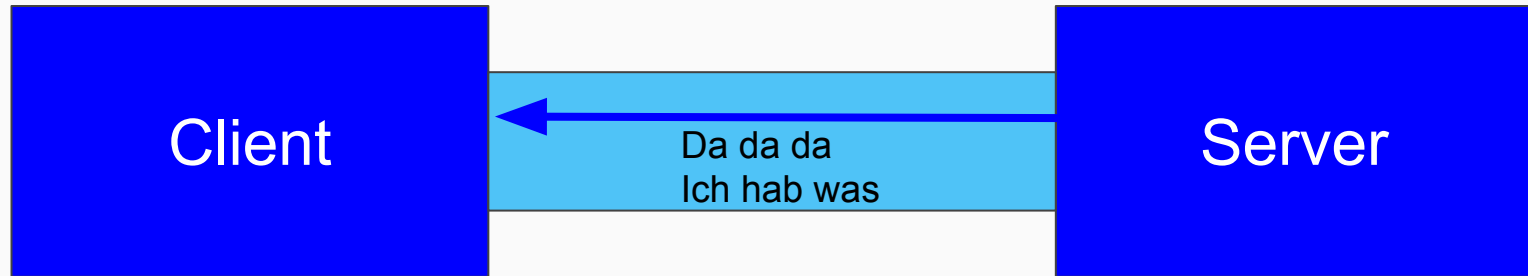 Client
Da da da
Ich hab was
Server